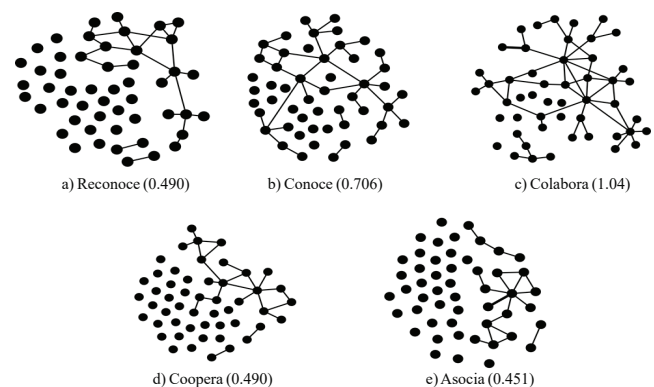 a) Reconoce (0.490)
b) Conoce (0.706)
c) Colabora (1.04)
d) Coopera (0.490)
e) Asocia (0.451)